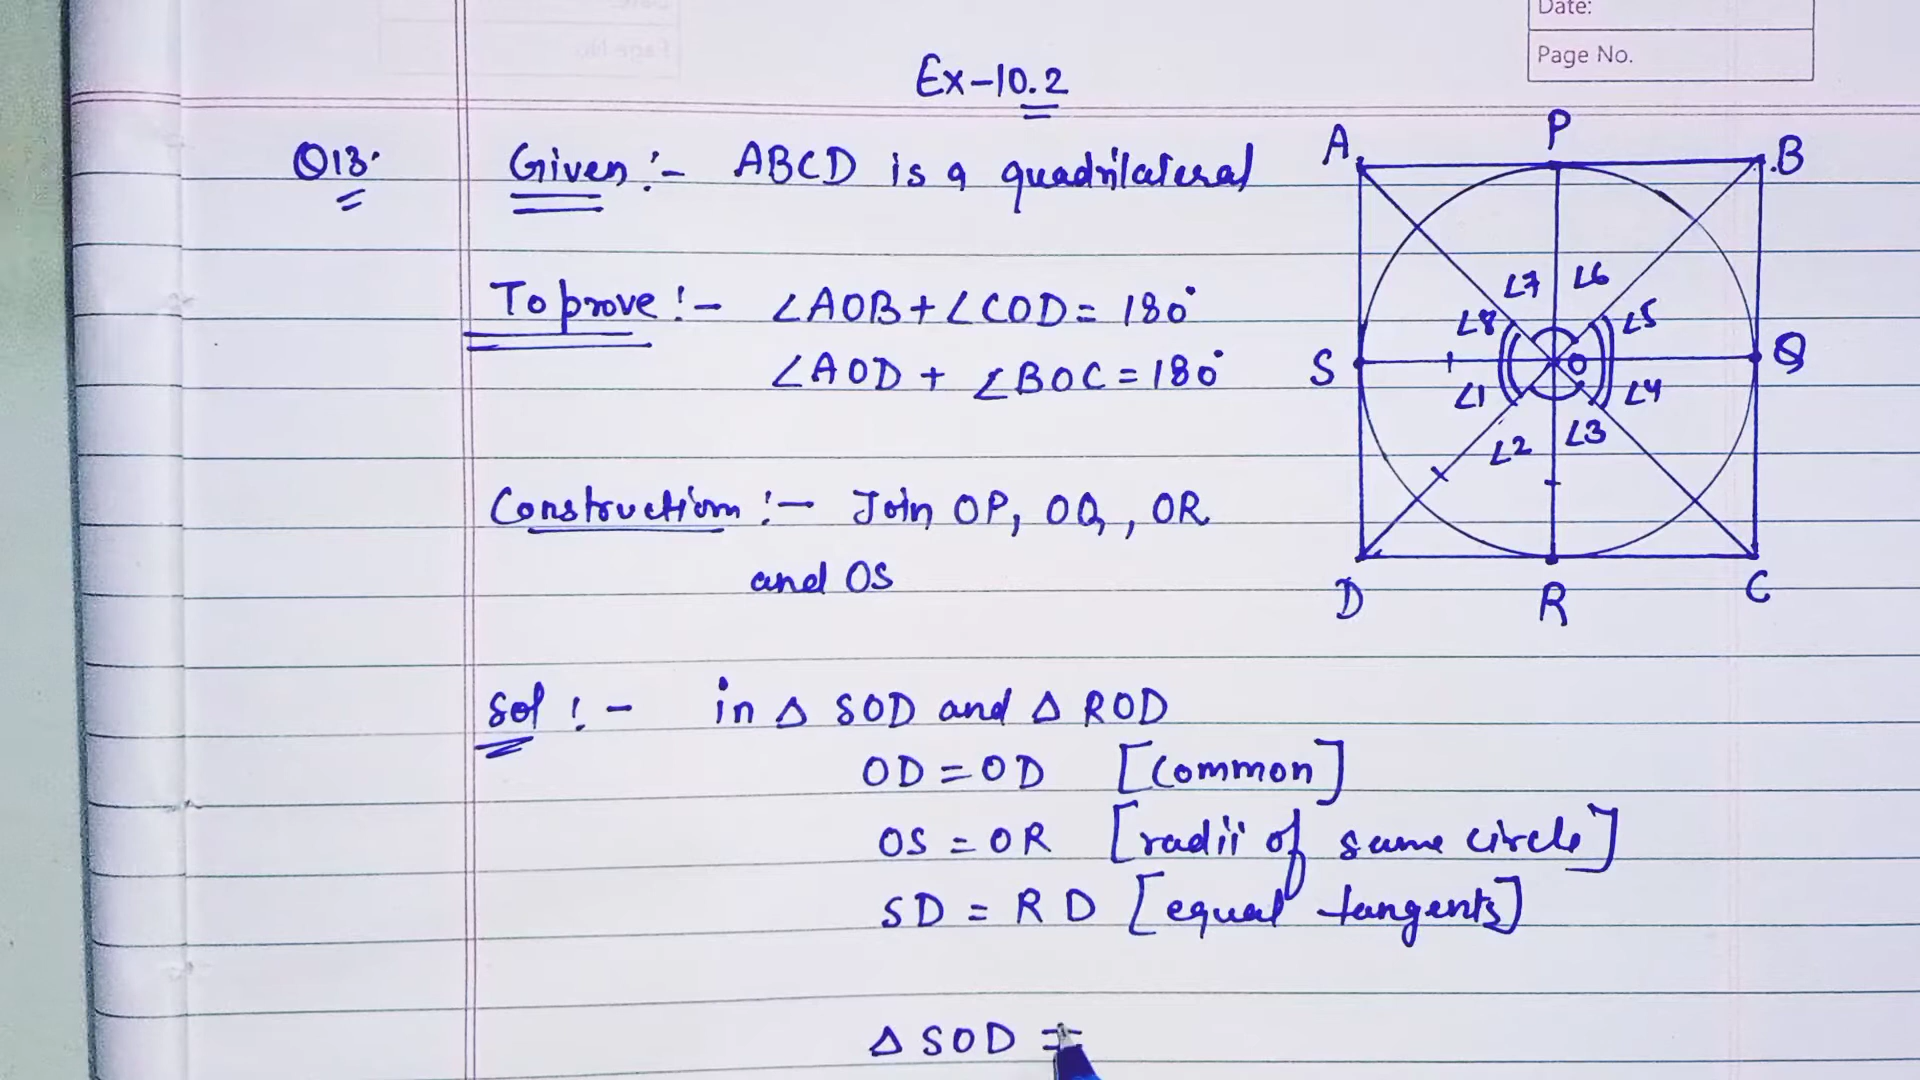 Date:
Page No.
Ex-10.2
Q13. Given :- ABCD is a quadrilateral
To prove :- ∠AOB + ∠COD = 180°
∠AOD + ∠BOC = 180°
Construction :- Join OP, OQ, OR
and OS
A P B
∠7 ∠6
∠8 ∠5
S O Q
∠1 ∠4
∠2 ∠3
D R C
Sol :- in Δ SOD and Δ ROD
OD = OD [Common]
OS = OR [radii of same circle]
SD = RD [equal tangents]
Δ SOD